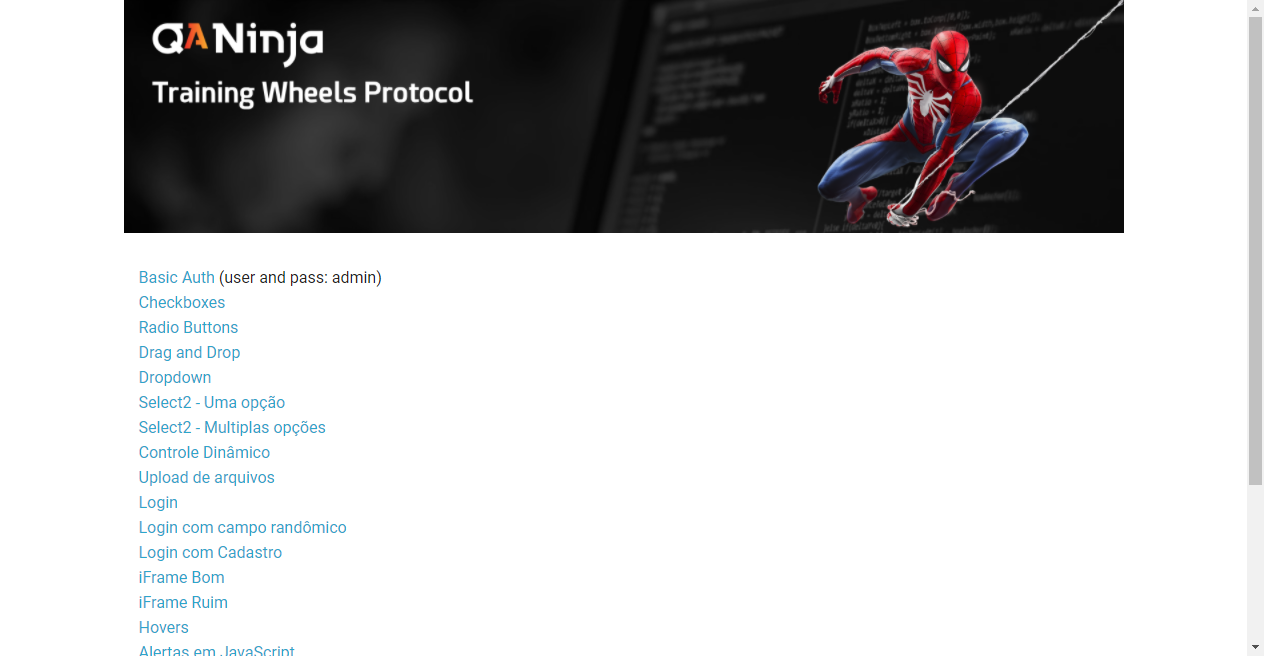 QANinja
Training Wheels Protocol
Basic Auth (user and pass: admin)
Checkboxes
Radio Buttons
Drag and Drop
Dropdown
Select2 - Uma opção
Select2 - Multiplas opções
Controle Dinâmico
Upload de arquivos
Login
Login com campo randômico
Login com Cadastro
iFrame Bom
iFrame Ruim
Hovers
Alertas em JavaScript